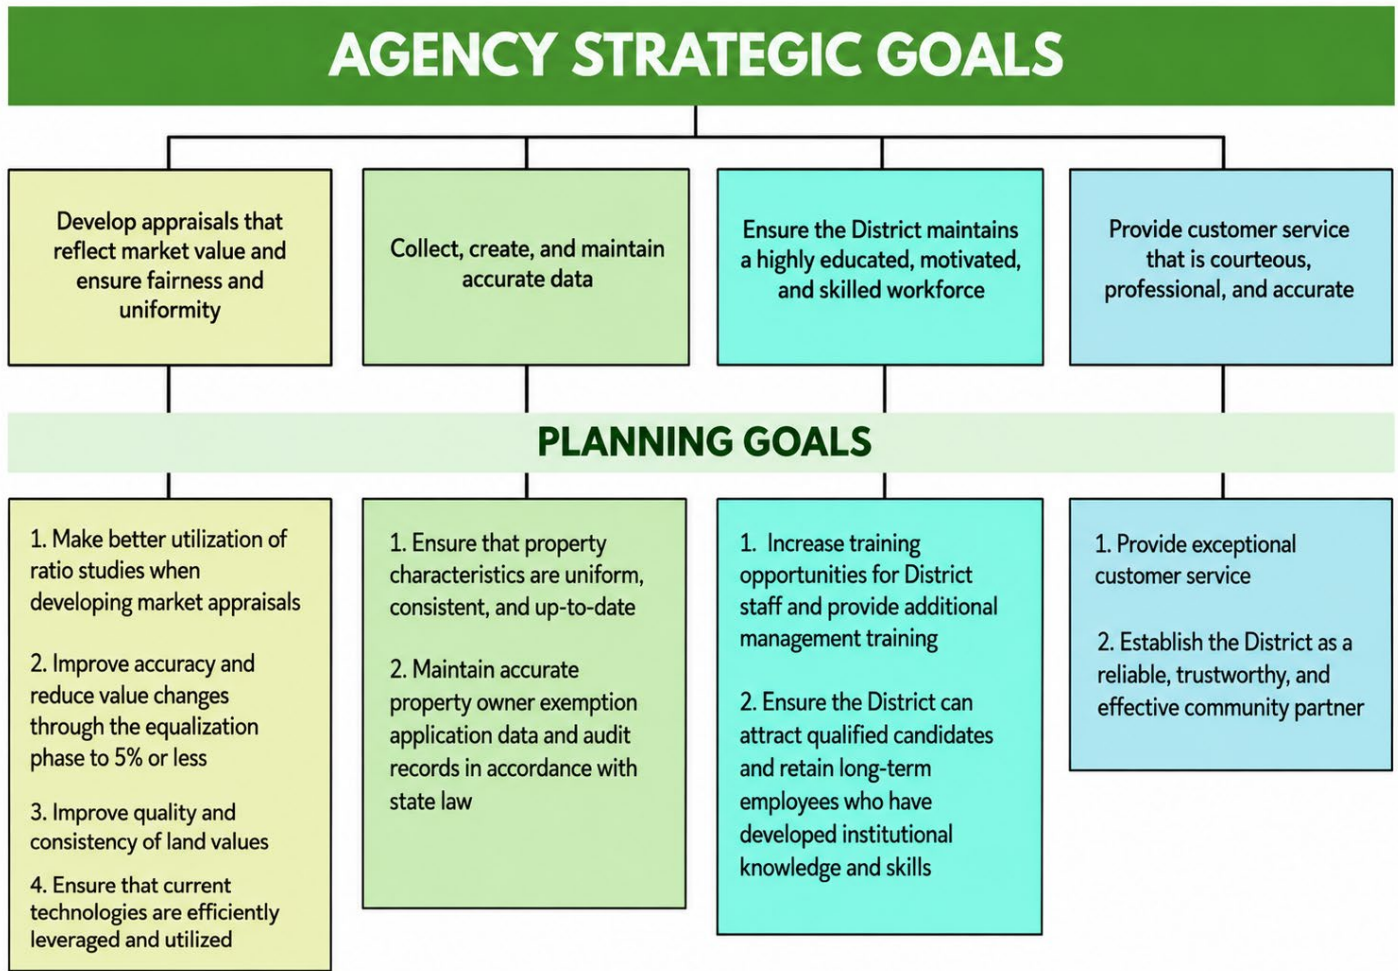 AGENCY STRATEGIC GOALS
Develop appraisals that
reflect market value and
ensure fairness and
uniformity
Collect, create, and maintain
accurate data
Ensure the District maintains
a highly educated, motivated,
and skilled workforce
Provide customer service
that is courteous,
professional, and accurate
PLANNING GOALS
1. Make better utilization of
ratio studies when
developing market appraisals
2. Improve accuracy and
reduce value changes
through the equalization
phase to 5% or less
3. Improve quality and
consistency of land values
4. Ensure that current
technologies are efficiently
leveraged and utilized
1. Ensure that property
characteristics are uniform,
consistent, and up-to-date
2. Maintain accurate
property owner exemption
application data and audit
records in accordance with
state law
1. Increase training
opportunities for District
staff and provide additional
management training
2. Ensure the District can
attract qualified candidates
and retain long-term
employees who have
developed institutional
knowledge and skills
1. Provide exceptional
customer service
2. Establish the District as a
reliable, trustworthy, and
effective community partner